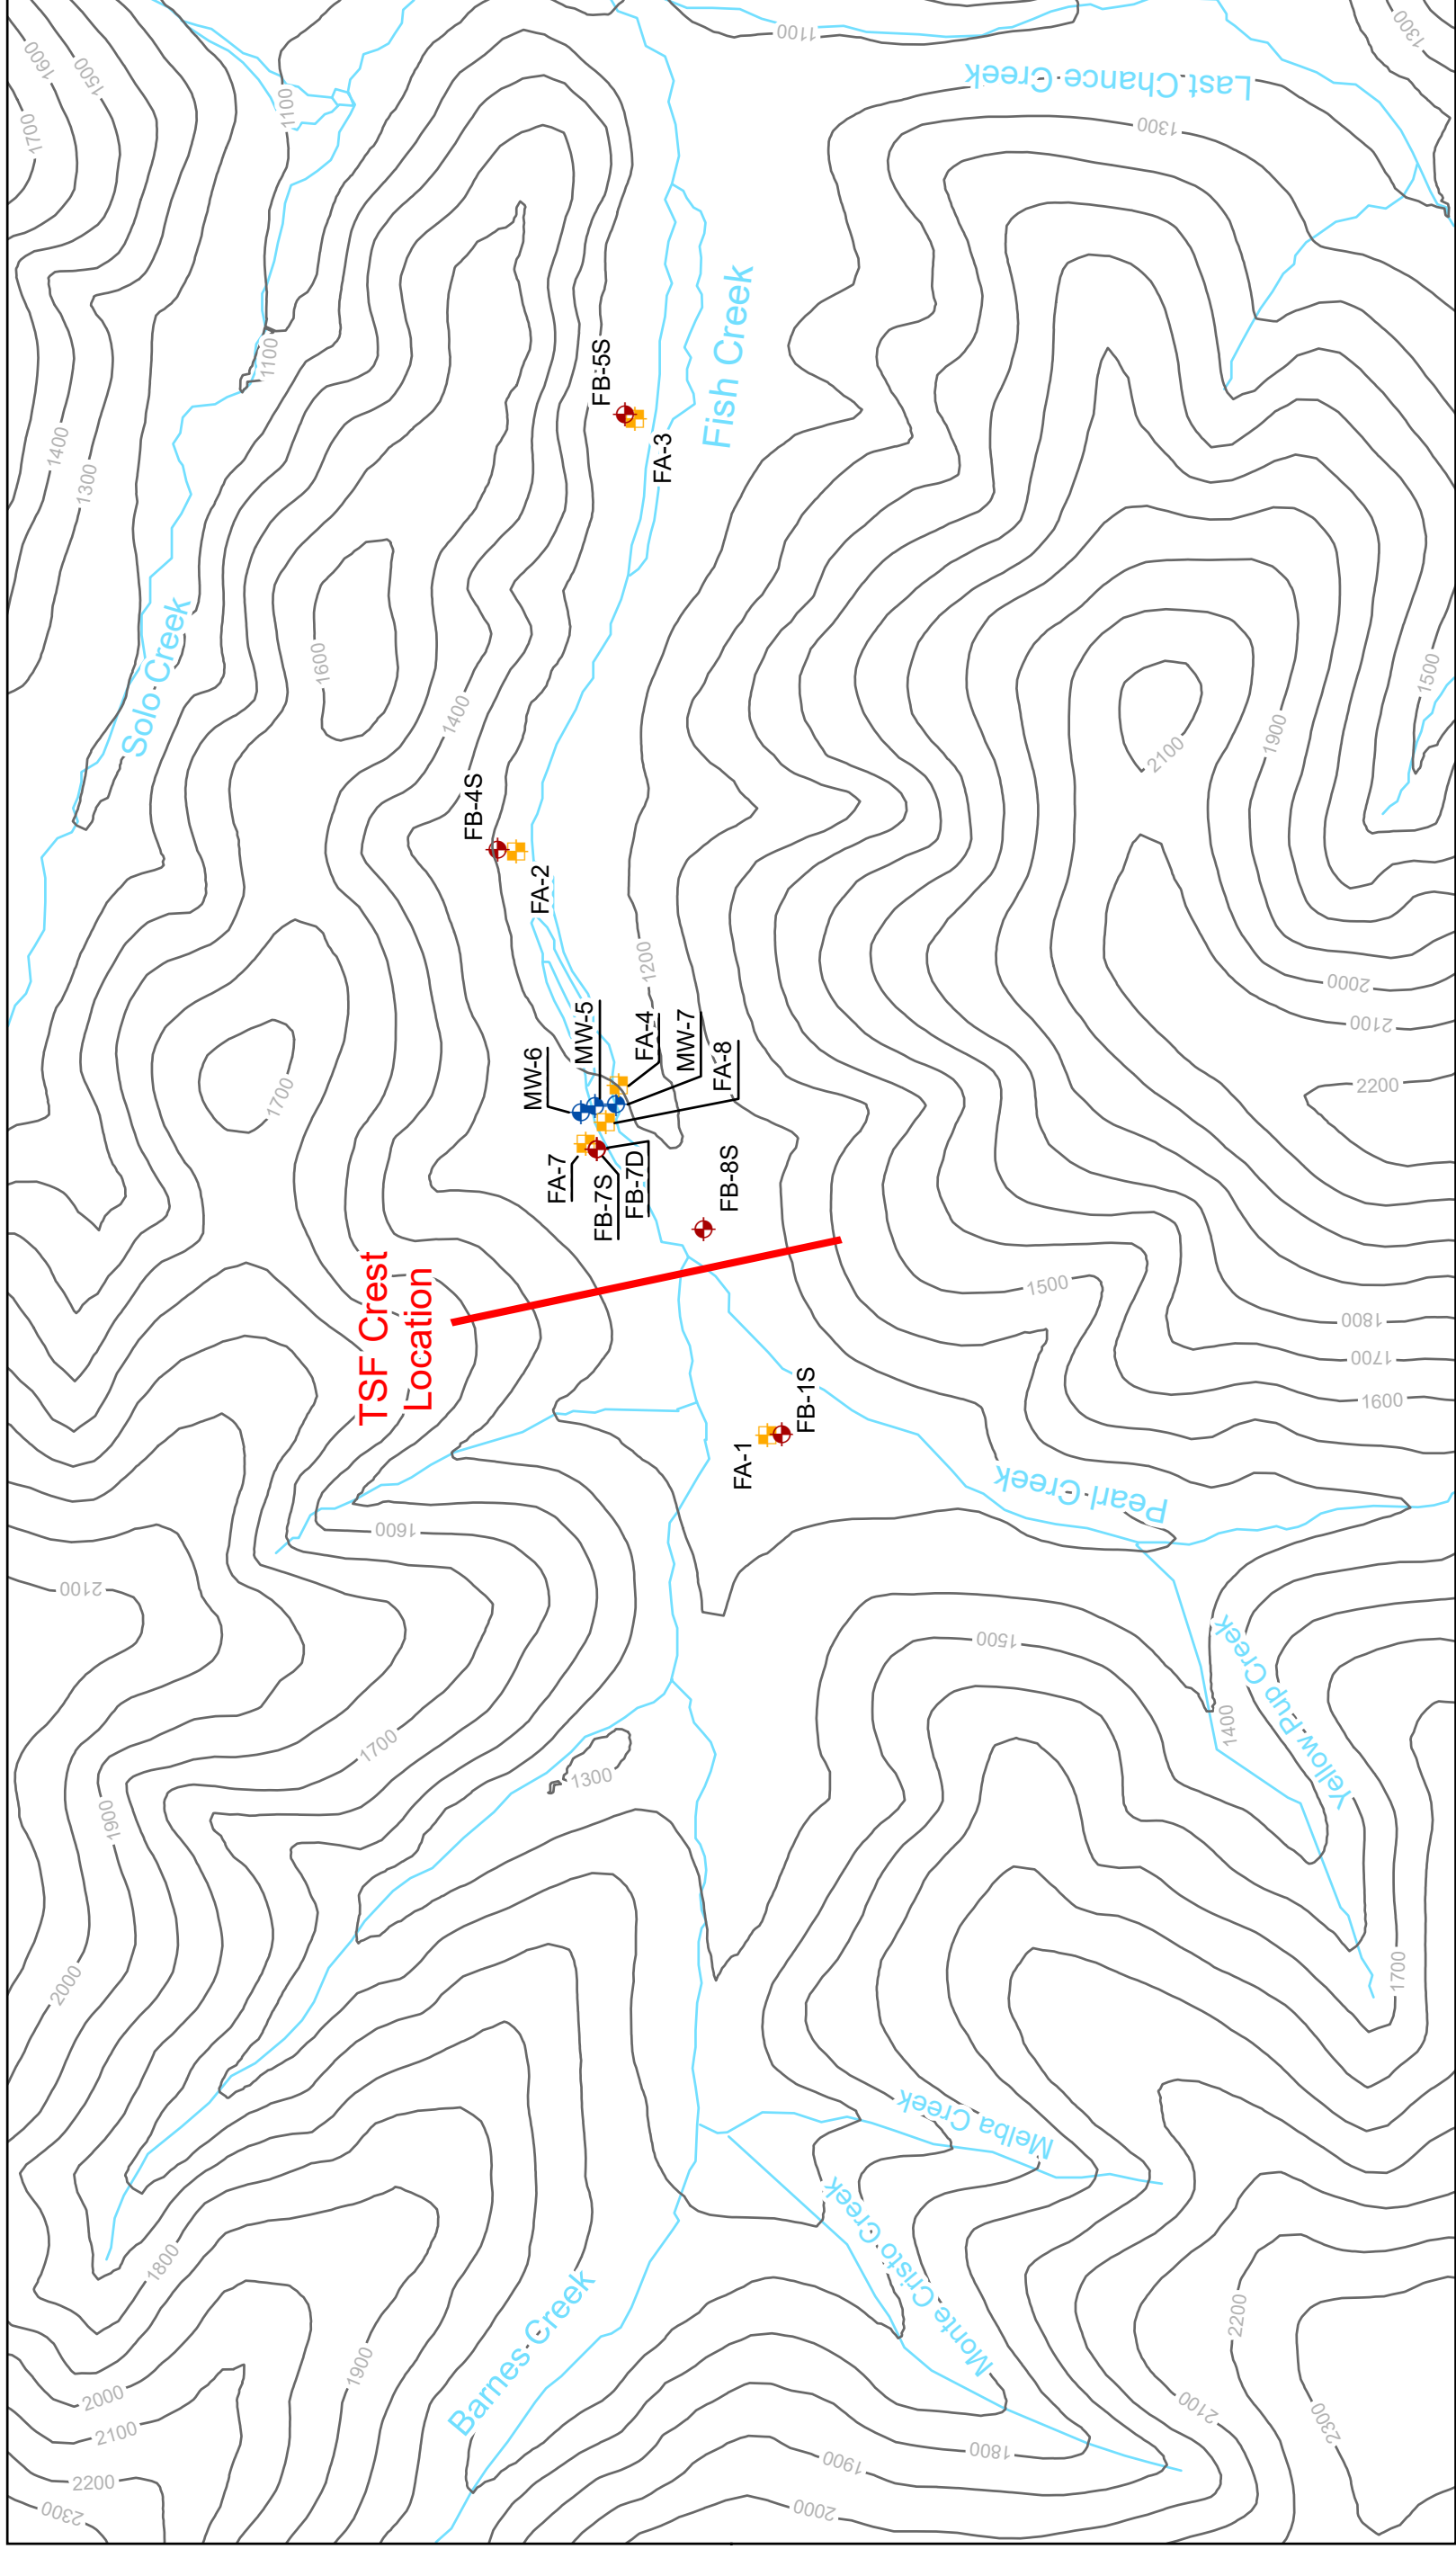 1600
1500
1700
1100
1100
1300
1300
Last Chance Creek
1100
1400
1300
FB-5S
Fish Creek
FA-3
Solo Creek
1600
1400
1500
1900
2100
FB-4S
FA-2
1200
2000
2100
2200
MW-5
FA-4
MW-7
MW-6
FA-8
1700
FA-7
FB-7S
FB-7D
FB-8S
TSF Crest
Location
1500
1800
1700
1600
FB-1S
FA-1
Pearl Creek
1600
2100
1500
Yellow Pup Creek
1400
1700
1300
1900
2000
1700
Melba Creek
Monte Cristo Creek
1800
Barnes Creek
1900
2200
2100
2300
2000
2100
1800
1900
2200
2000
2300